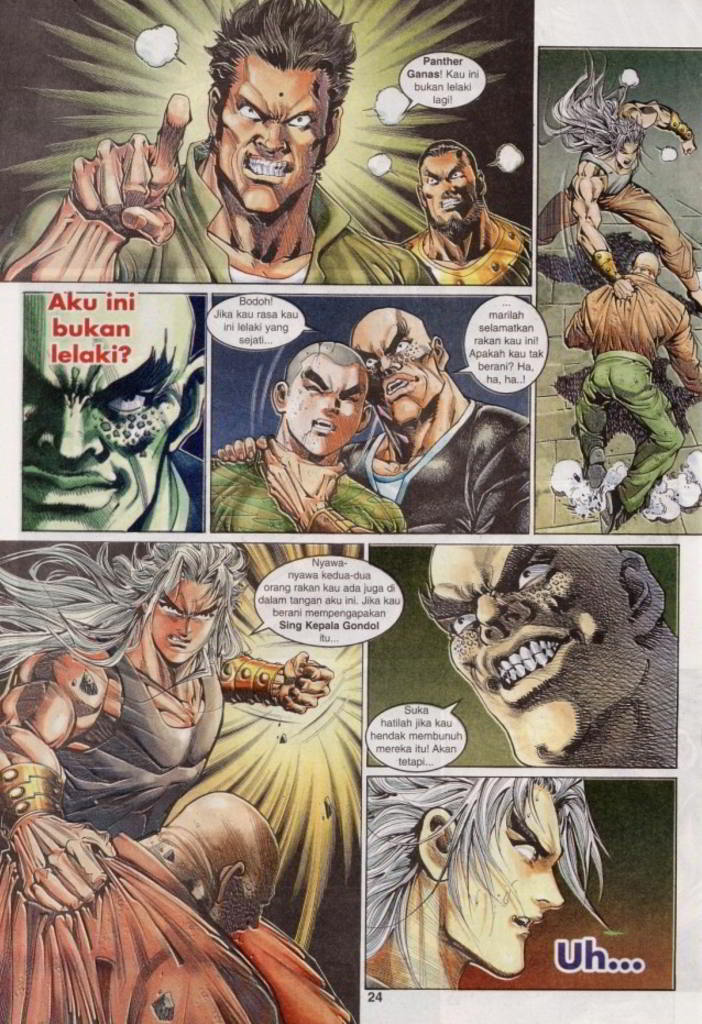 Panther
Ganas! Kau ini
bukan lelaki
lagi!
Aku ini
bukan
lelaki?
Bodoh!
Jika kau rasa kau
ini lelaki yang
sejati...
...
marilah
selamatkan
rakan kau ini!
Apakah kau tak
berani? Ha,
ha, ha..!
Nyawa-
nyawa kedua-dua
orang rakan kau ada juga di
dalam tangan aku ini. Jika kau
berani mempengapakan
Sing Kepala Gondol
itu...
Suka
hatilah jika kau
hendak membunuh
mereka itu! Akan
tetapi...
Uh...
24